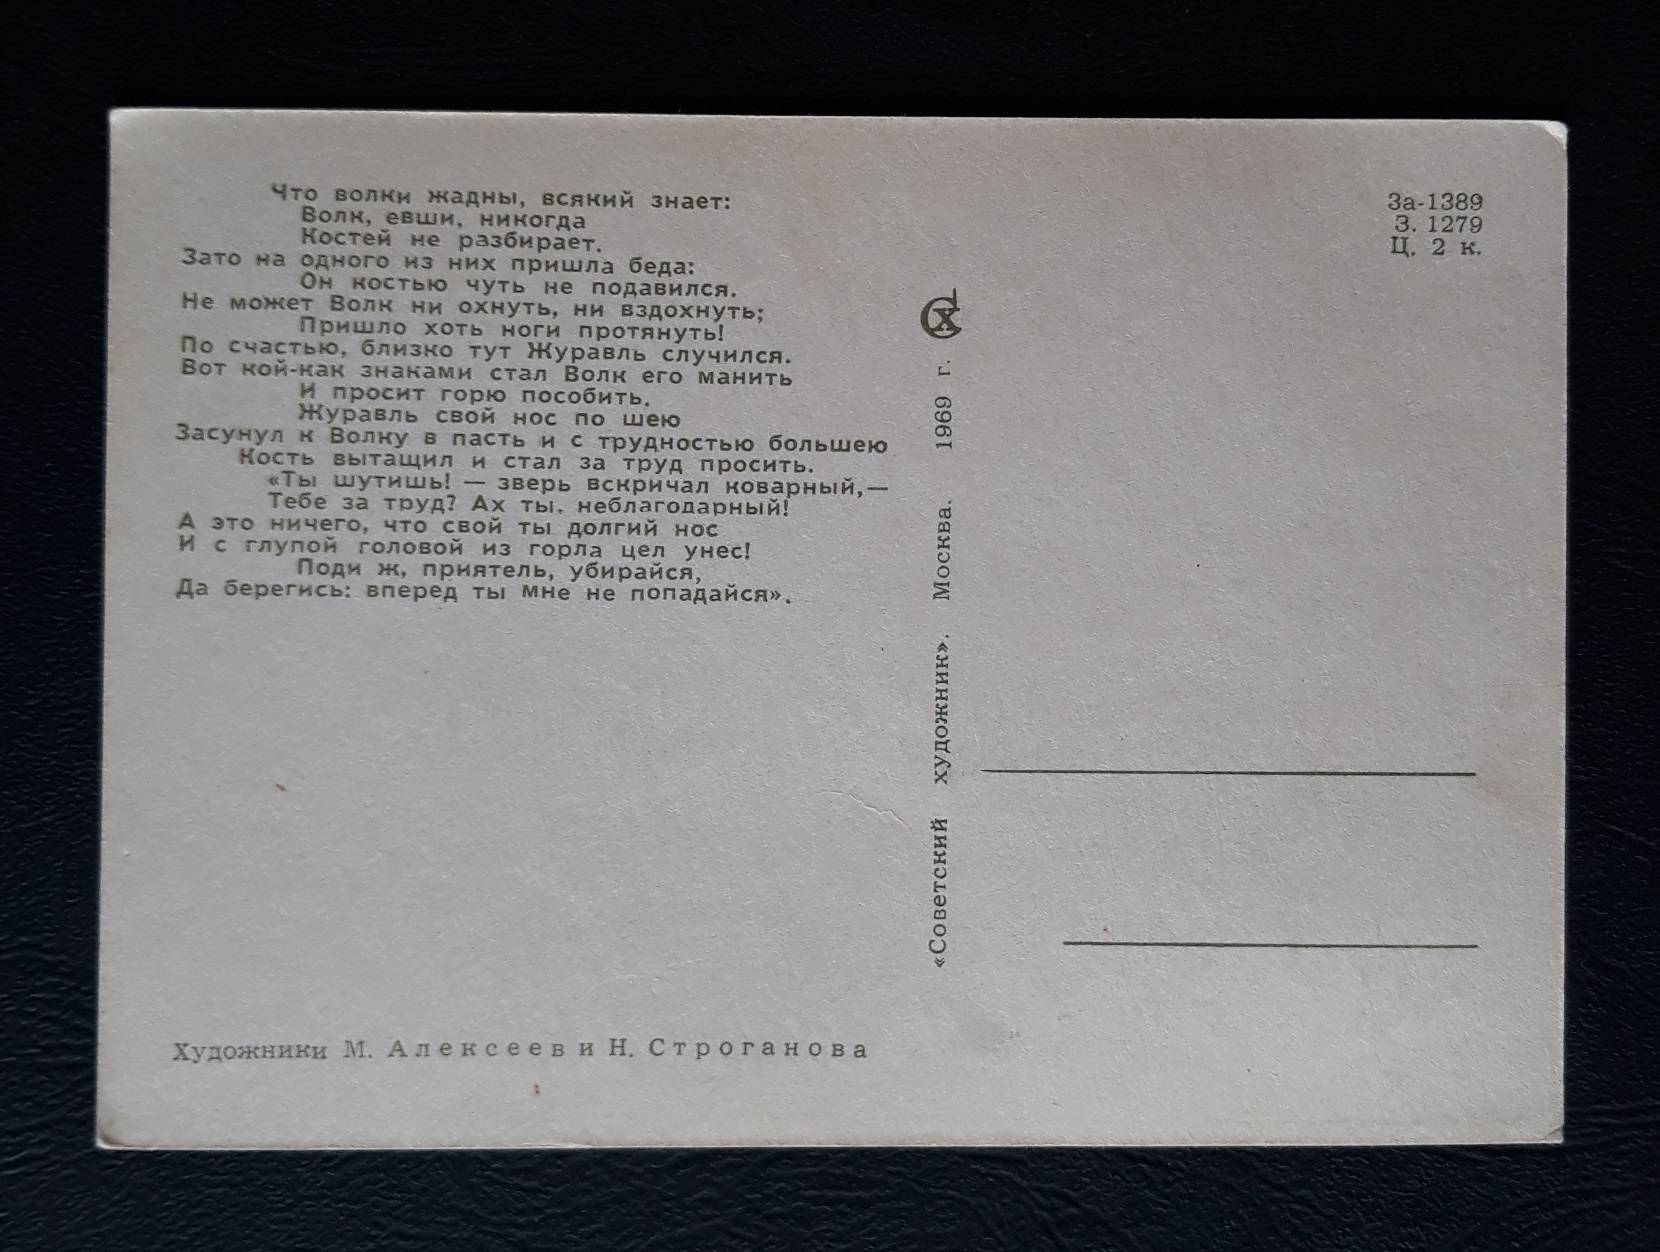 Что волки жадны, всякий знает:
Волк, евши, никогда
Костей не разбирает.
Зато на одного из них пришла беда:
Он костью чуть не подавился.
Не может Волк ни охнуть, ни вздохнуть;
Пришло хоть ноги протянуть!
По счастью, близко тут Журавль случился.
Вот кой-как знаками стал Волк его манить
И просит горю пособить.
Журавль свой нос по шею
Засунул к Волку в пасть и с трудностью большею
Кость вытащил и стал за труд просить.
«Ты шутишь! — зверь вскричал коварный,—
Тебе за труд? Ах ты, неблагодарный!
А это ничего, что свой ты долгий нос
И с глупой головой из горла цел унес!
Поди ж, приятель, убирайся,
Да берегись: вперед ты мне не попадайся».
Художники М. Алексеев и Н. Строганова
«Советский художник». Москва. 1969 г.
СХ
За-1389
З. 1279
Ц. 2 к.